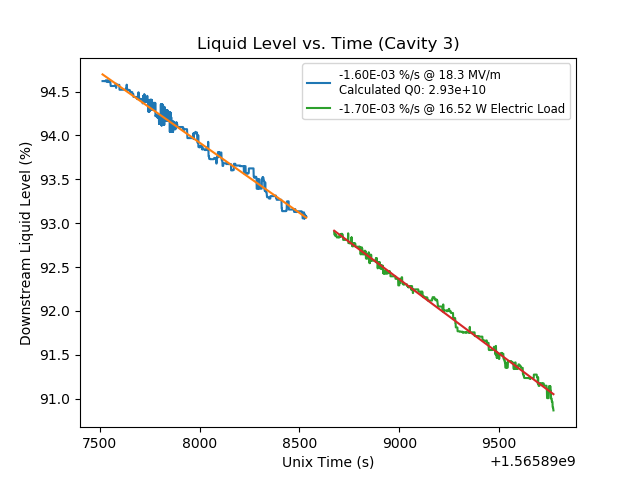 Liquid Level vs. Time (Cavity 3)
-1.60E-03 %/s @ 18.3 MV/m
Calculated Q0: 2.93e+10
-1.70E-03 %/s @ 16.52 W Electric Load
Downstream Liquid Level (%)
94.5
94.0
93.5
93.0
92.5
92.0
91.5
91.0
7500 8000 8500 9000 9500
Unix Time (s)
+1.56589e9